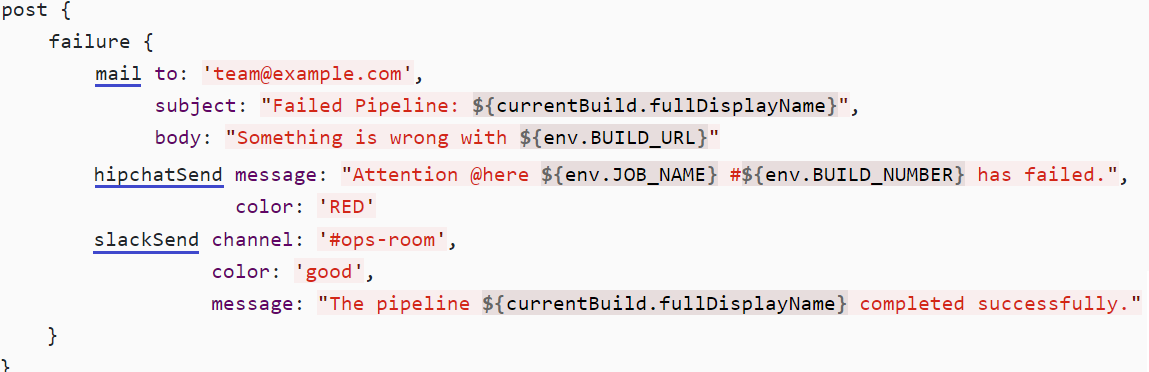 post {
    failure {
        mail to: 'team@example.com',
             subject: "Failed Pipeline: ${currentBuild.fullDisplayName}",
             body: "Something is wrong with ${env.BUILD_URL}"
        hipchatSend message: "Attention @here ${env.JOB_NAME} #${env.BUILD_NUMBER} has failed.",
                    color: 'RED'
        slackSend channel: '#ops-room',
                  color: 'good',
                  message: "The pipeline ${currentBuild.fullDisplayName} completed successfully."
    }
}